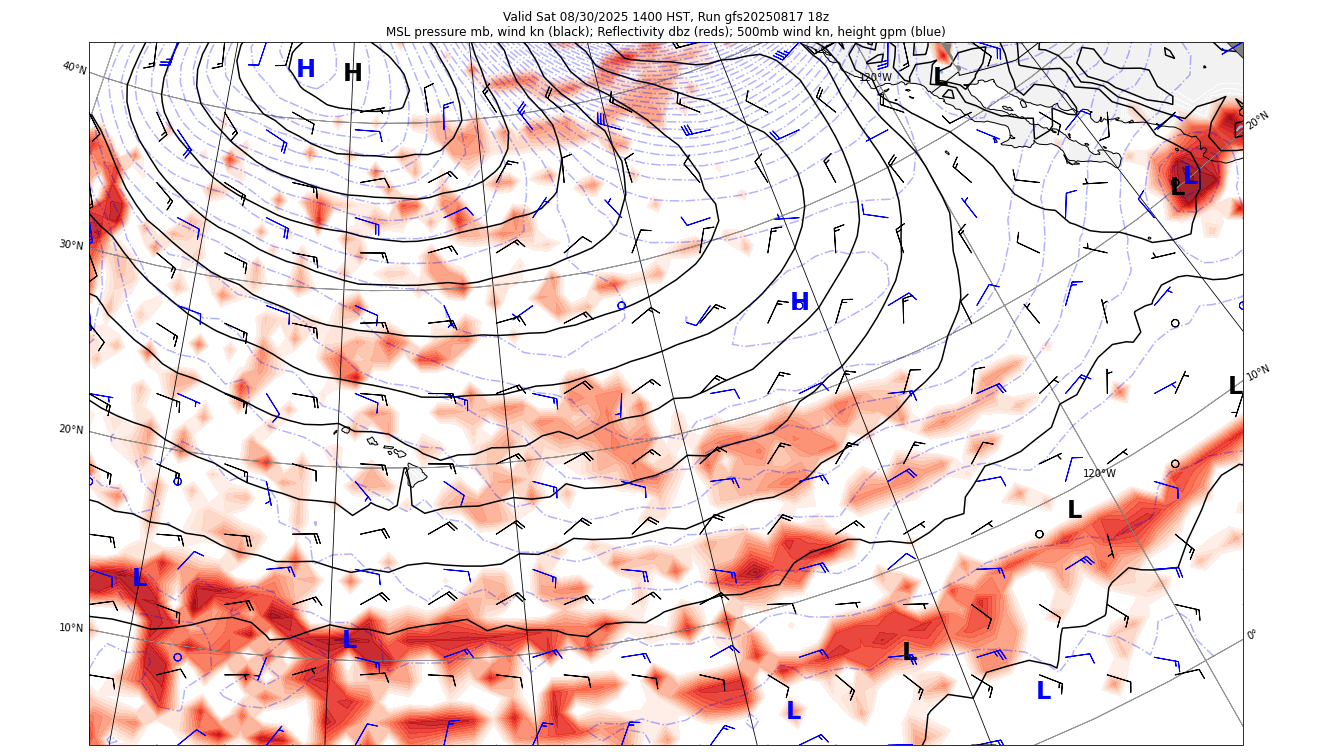 Valid Sat 08/30/2025 1400 HST, Run gfs20250817 18z
MSL pressure mb, wind kn (black); Reflectivity dbz (reds); 500mb wind kn, height gpm (blue)
40°N H H L 120°W
20°N
L L
30°N
H
10°N
L
20°N
120°W
L
L
10°N L L 0°
L
L